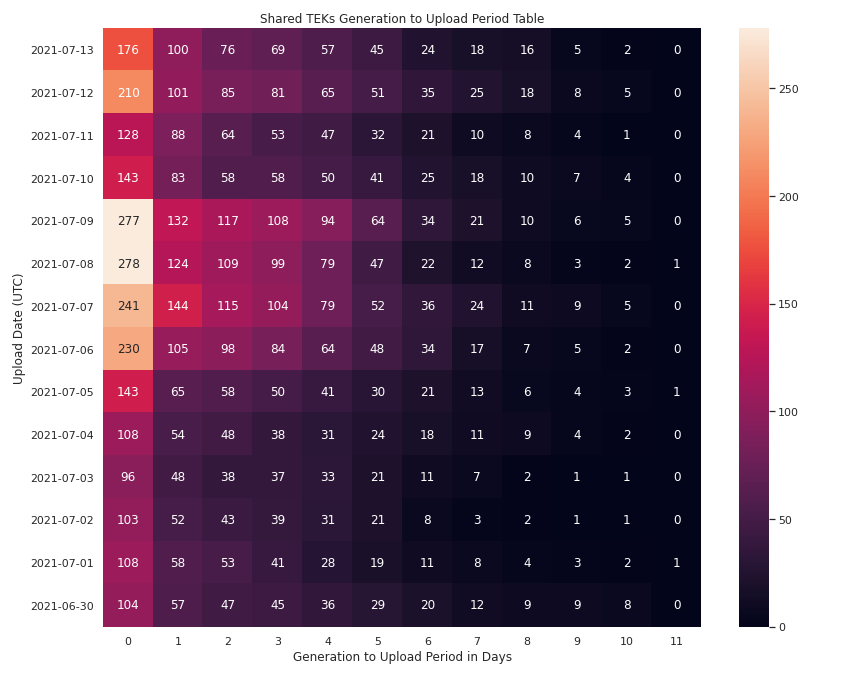 Shared TEKs Generation to Upload Period Table
Upload Date (UTC)
2021-07-13 176 100 76 69 57 45 24 18 16 5 2 0
2021-07-12 210 101 85 81 65 51 35 25 18 8 5 0
2021-07-11 128 88 64 53 47 32 21 10 8 4 1 0
2021-07-10 143 83 58 58 50 41 25 18 10 7 4 0
2021-07-09 277 132 117 108 94 64 34 21 10 6 5 0
2021-07-08 278 124 109 99 79 47 22 12 8 3 2 1
2021-07-07 241 144 115 104 79 52 36 24 11 9 5 0
2021-07-06 230 105 98 84 64 48 34 17 7 5 2 0
2021-07-05 143 65 58 50 41 30 21 13 6 4 3 1
2021-07-04 108 54 48 38 31 24 18 11 9 4 2 0
2021-07-03 96 48 38 37 33 21 11 7 2 1 1 0
2021-07-02 103 52 43 39 31 21 8 3 2 1 1 0
2021-07-01 108 58 53 41 28 19 11 8 4 3 2 1
2021-06-30 104 57 47 45 36 29 20 12 9 9 8 0
0 1 2 3 4 5 6 7 8 9 10 11
Generation to Upload Period in Days
250
200
150
100
50
0